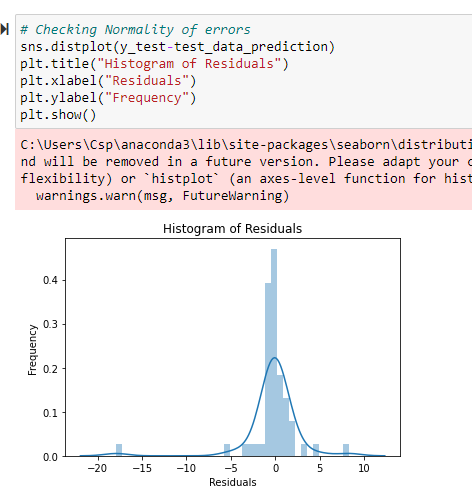 # Checking Normality of errors
sns.distplot(y_test-test_data_prediction)
plt.title("Histogram of Residuals")
plt.xlabel("Residuals")
plt.ylabel("Frequency")
plt.show()
C:\Users\Csp\anaconda3\lib\site-packages\seaborn\distributi
nd will be removed in a future version. Please adapt your c
flexibility) or `histplot` (an axes-level function for hist
warnings.warn(msg, FutureWarning)
Histogram of Residuals
Frequency
0.4
0.3
0.2
0.1
0.0
−20 −15 −10 −5 0 5 10
Residuals